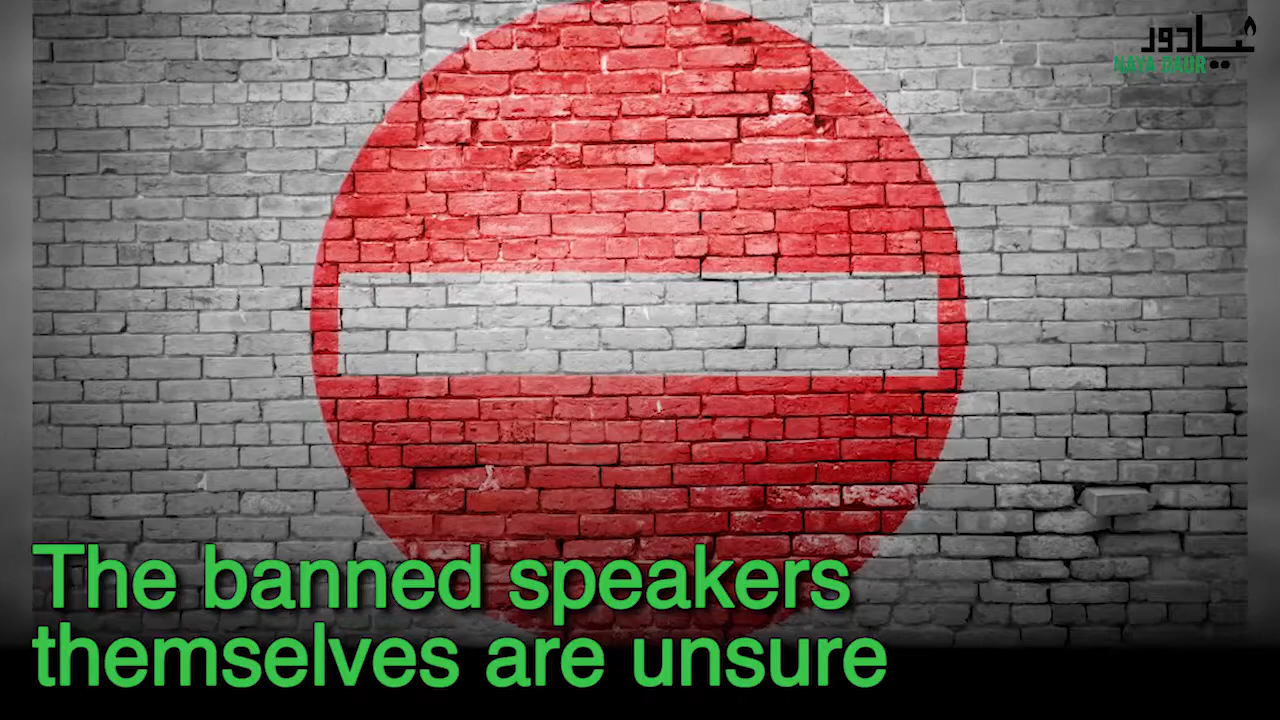 نیا دور
NAYA DAUR
The banned speakers
themselves are unsure